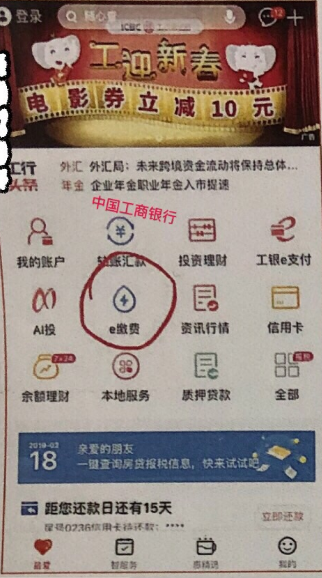 登录
随心
ICBC
12
工迎新春
电影券立减10元
广告
工行 外汇 外汇局：未来跨境资金流动将保持总体...
头条 年金 企业年金职业年金入市提速
中国工商银行
我的账户 转账汇款 投资理财 工银e支付
AI投 e缴费 资讯行情 信用卡
7×24
余额理财 本地服务 质押贷款 全部
2019-03
18
亲爱的朋友
一键查询房贷报税信息，快来试试吧
距您还款日还有15天
尾号0236信用卡待还款：****
立即还款
最爱 智服务 惠精选 我的